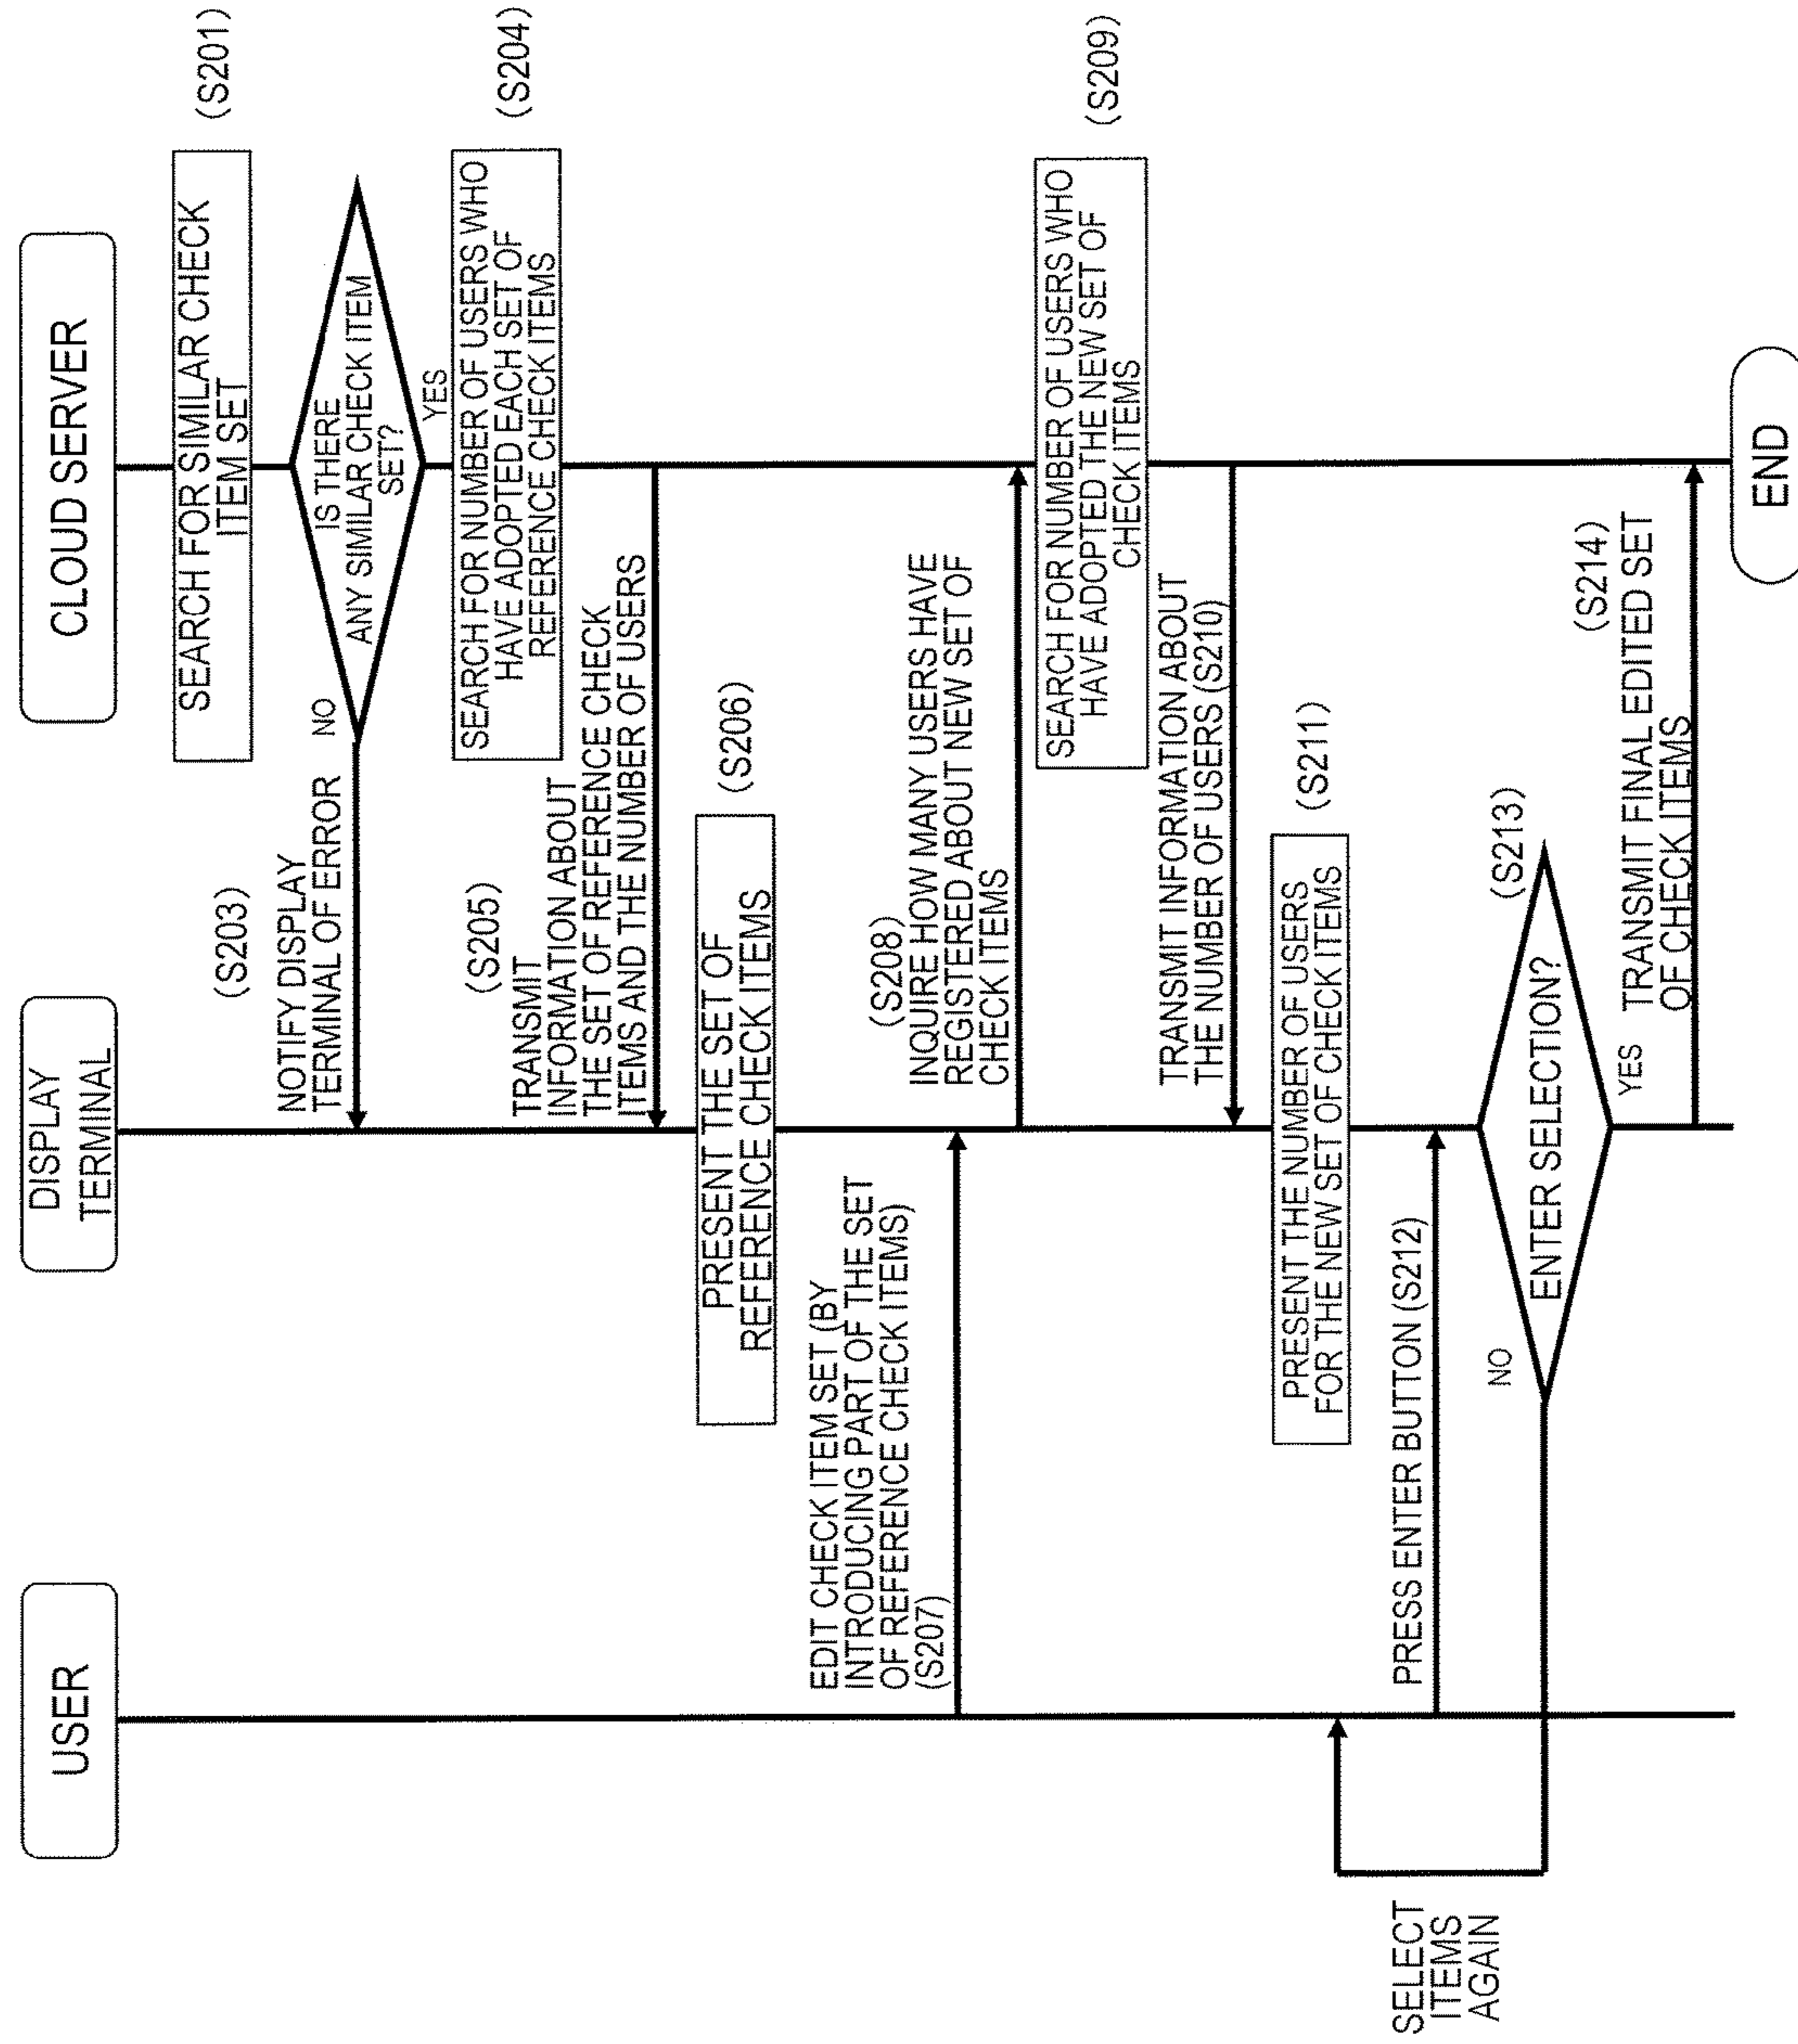 USER
DISPLAY
TERMINAL
CLOUD SERVER
SEARCH FOR SIMILAR CHECK
ITEM SET
(S201)
IS THERE
ANY SIMILAR CHECK ITEM
SET?
NO
YES
(S203)
NOTIFY DISPLAY
TERMINAL OF ERROR
SEARCH FOR NUMBER OF USERS WHO
HAVE ADOPTED EACH SET OF
REFERENCE CHECK ITEMS
(S204)
(S205)
TRANSMIT
INFORMATION ABOUT
THE SET OF REFERENCE CHECK
ITEMS AND THE NUMBER OF USERS
PRESENT THE SET OF
REFERENCE CHECK ITEMS
(S206)
EDIT CHECK ITEM SET (BY
INTRODUCING PART OF THE SET
OF REFERENCE CHECK ITEMS)
(S207)
(S208)
INQUIRE HOW MANY USERS HAVE
REGISTERED ABOUT NEW SET OF
CHECK ITEMS
SEARCH FOR NUMBER OF USERS WHO
HAVE ADOPTED THE NEW SET OF
CHECK ITEMS
(S209)
TRANSMIT INFORMATION ABOUT
THE NUMBER OF USERS (S210)
PRESENT THE NUMBER OF USERS
FOR THE NEW SET OF CHECK ITEMS
(S211)
PRESS ENTER BUTTON (S212)
ENTER SELECTION?
(S213)
NO
YES
SELECT
ITEMS
AGAIN
(S214)
TRANSMIT FINAL EDITED SET
OF CHECK ITEMS
END